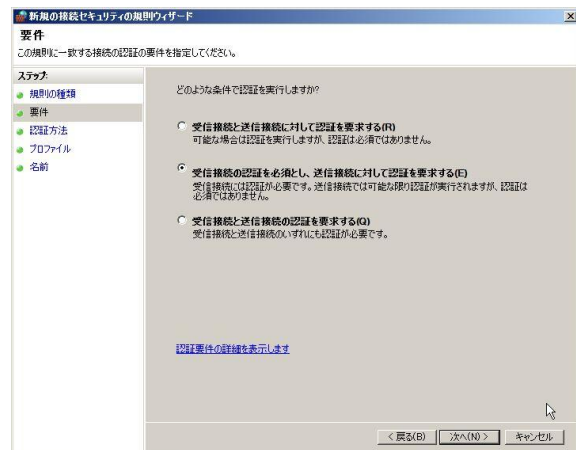 新規の接続セキュリティの規則ウィザード
要件
この規則に一致する接続の認証の要件を指定してください。
ステップ:
規則の種類
要件
認証方法
プロファイル
名前
どのような条件で認証を実行しますか?
受信接続と送信接続に対して認証を要求する(R)
可能な場合は認証を実行しますが、認証は必須ではありません。
受信接続の認証を必須とし、送信接続に対して認証を要求する(E)
受信接続には認証が必要です。送信接続では可能な限り認証が実行されますが、認証は
必須ではありません。
受信接続と送信接続の認証を要求する(Q)
受信接続と送信接続のいずれにも認証が必要です。
認証要件の詳細を表示します
< 戻る(B)
次へ(N) >
キャンセル